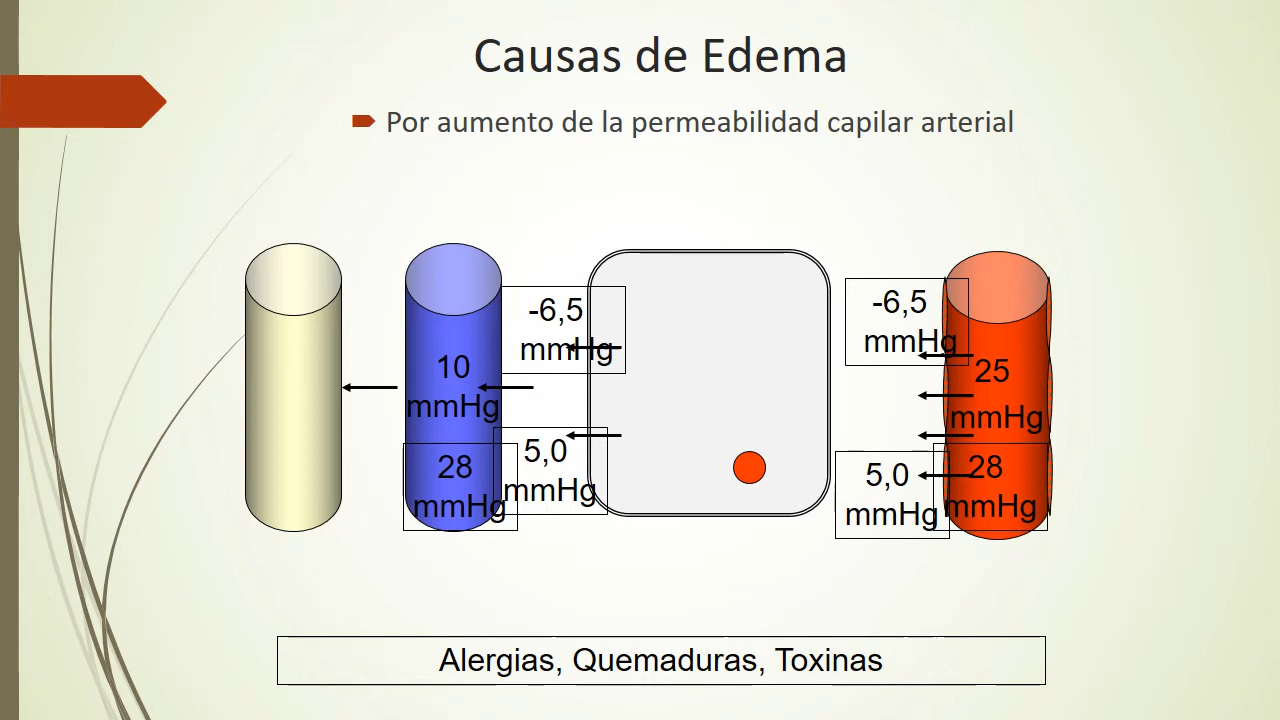 Causas de Edema
Por aumento de la permeabilidad capilar arterial
10
mmHg
28
mmHg
-6,5
mmHg
5,0
mmHg
-6,5
mmHg
5,0
mmHg
25
mmHg
28
mmHg
Alergias, Quemaduras, Toxinas